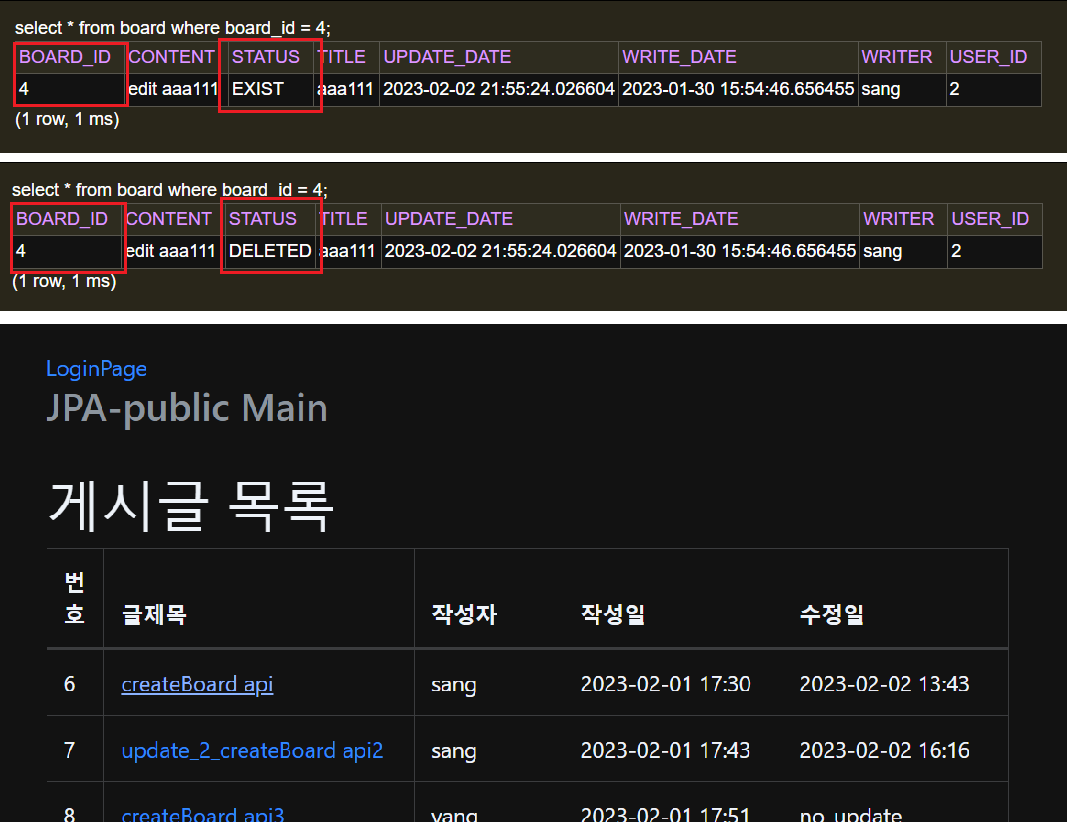 select * from board where board_id = 4;
BOARD_ID CONTENT STATUS TITLE UPDATE_DATE WRITE_DATE WRITER USER_ID
4 edit aaa111 EXIST aaa111 2023-02-02 21:55:24.026604 2023-01-30 15:54:46.656455 sang 2
(1 row, 1 ms)
select * from board where board_id = 4;
BOARD_ID CONTENT STATUS TITLE UPDATE_DATE WRITE_DATE WRITER USER_ID
4 edit aaa111 DELETED aaa111 2023-02-02 21:55:24.026604 2023-01-30 15:54:46.656455 sang 2
(1 row, 1 ms)
LoginPage
JPA-public Main
게시글 목록
번호 글제목 작성자 작성일 수정일
6 createBoard api sang 2023-02-01 17:30 2023-02-02 13:43
7 update_2_createBoard api2 sang 2023-02-01 17:43 2023-02-02 16:16
8 createBoard api3 yang 2023-02-01 17:51 no_update